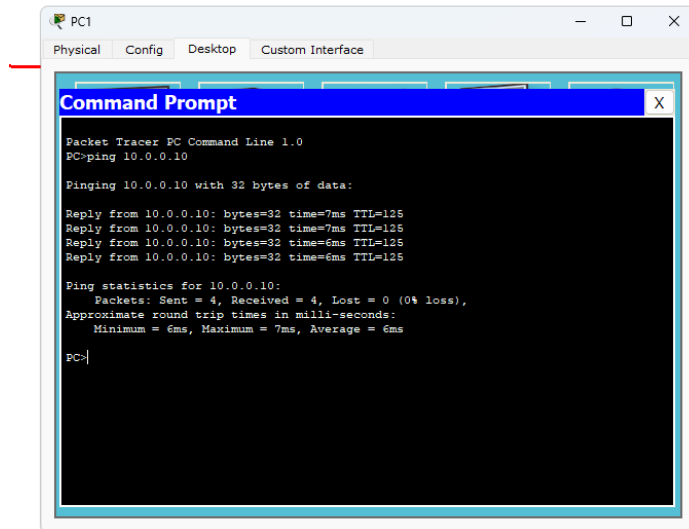 PC1
Physical Config Desktop Custom Interface
Command Prompt
X
Packet Tracer PC Command Line 1.0
PC>ping 10.0.0.10
Pinging 10.0.0.10 with 32 bytes of data:
Reply from 10.0.0.10: bytes=32 time=7ms TTL=125
Reply from 10.0.0.10: bytes=32 time=7ms TTL=125
Reply from 10.0.0.10: bytes=32 time=6ms TTL=125
Reply from 10.0.0.10: bytes=32 time=6ms TTL=125
Ping statistics for 10.0.0.10:
Packets: Sent = 4, Received = 4, Lost = 0 (0% loss),
Approximate round trip times in milli-seconds:
Minimum = 6ms, Maximum = 7ms, Average = 6ms
PC>